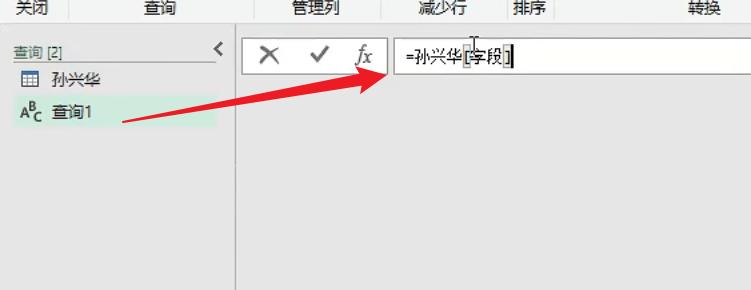 关闭 查询 管理列 减少行 排序 转换
查询 [2]
fx =孙兴华[字段]
孙兴华
ABC 查询1